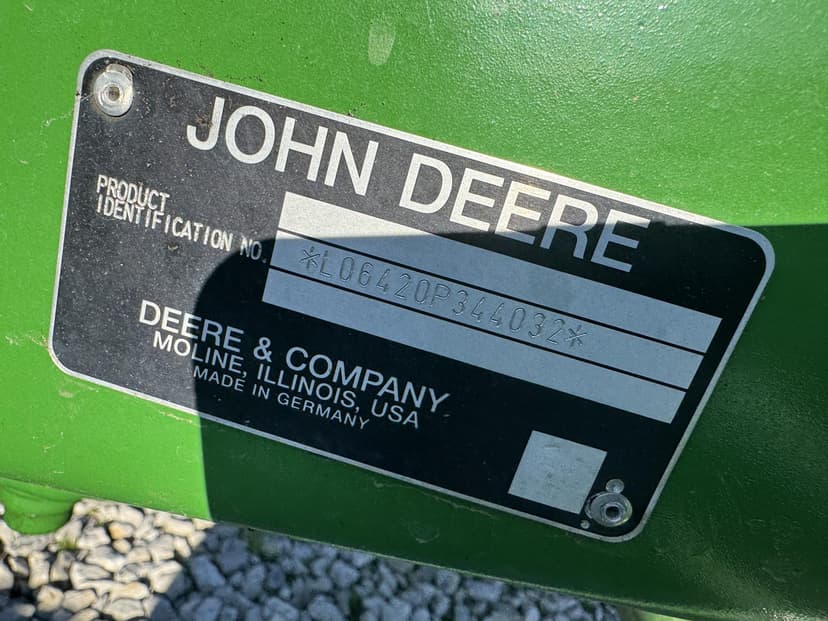 JOHN DEERE
PRODUCT
IDENTIFICATION NO.
*L06420P344032*
DEERE & COMPANY
MOLINE, ILLINOIS, USA
MADE IN GERMANY